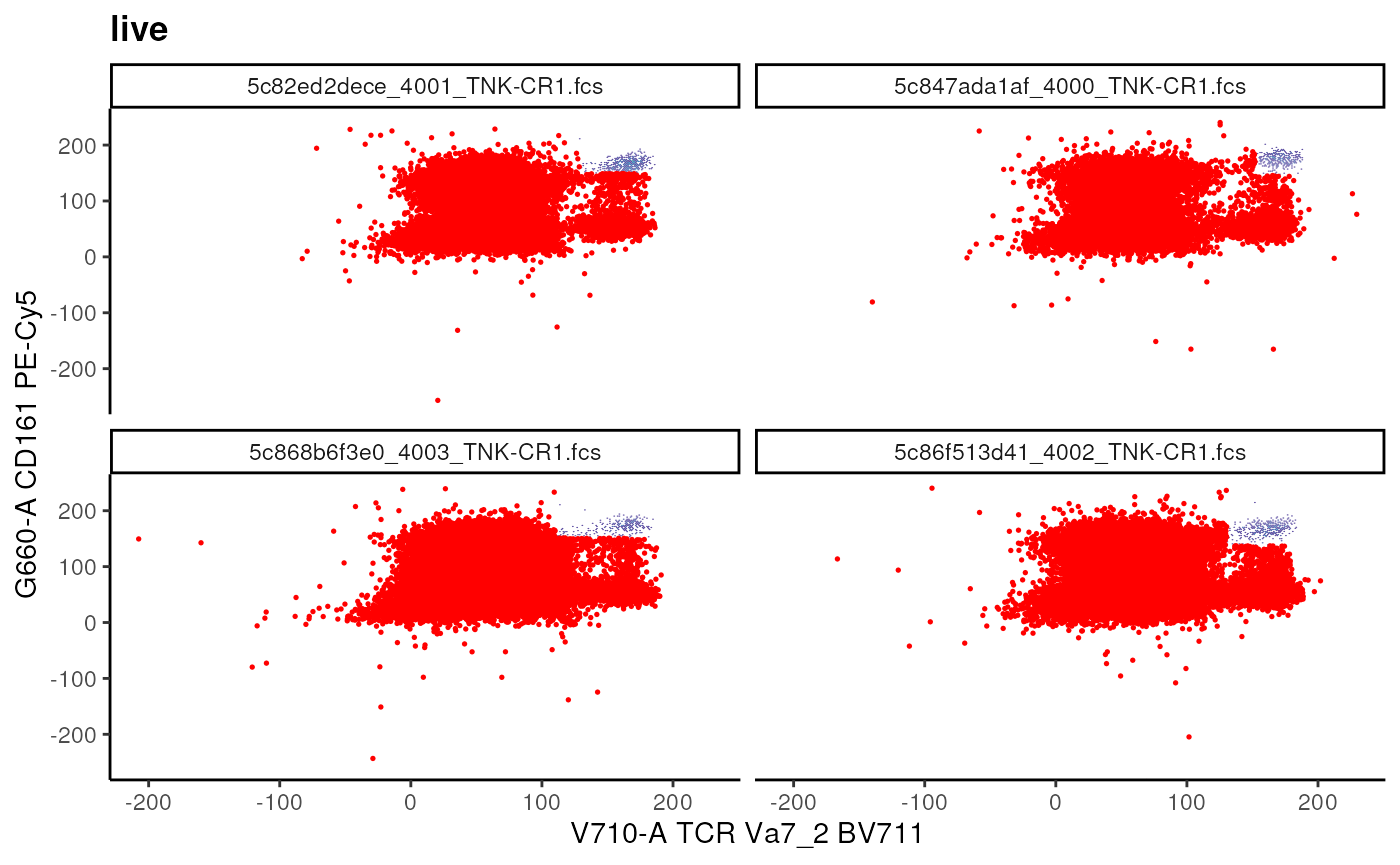 live
5c82ed2dece_4001_TNK-CR1.fcs
5c847ada1af_4000_TNK-CR1.fcs
200
100
0
-100
-200
5c868b6f3e0_4003_TNK-CR1.fcs
5c86f513d41_4002_TNK-CR1.fcs
200
100
0
-100
-200
-200 -100 0 100 200
-200 -100 0 100 200
V710-A TCR Va7_2 BV711
G660-A CD161 PE-Cy5